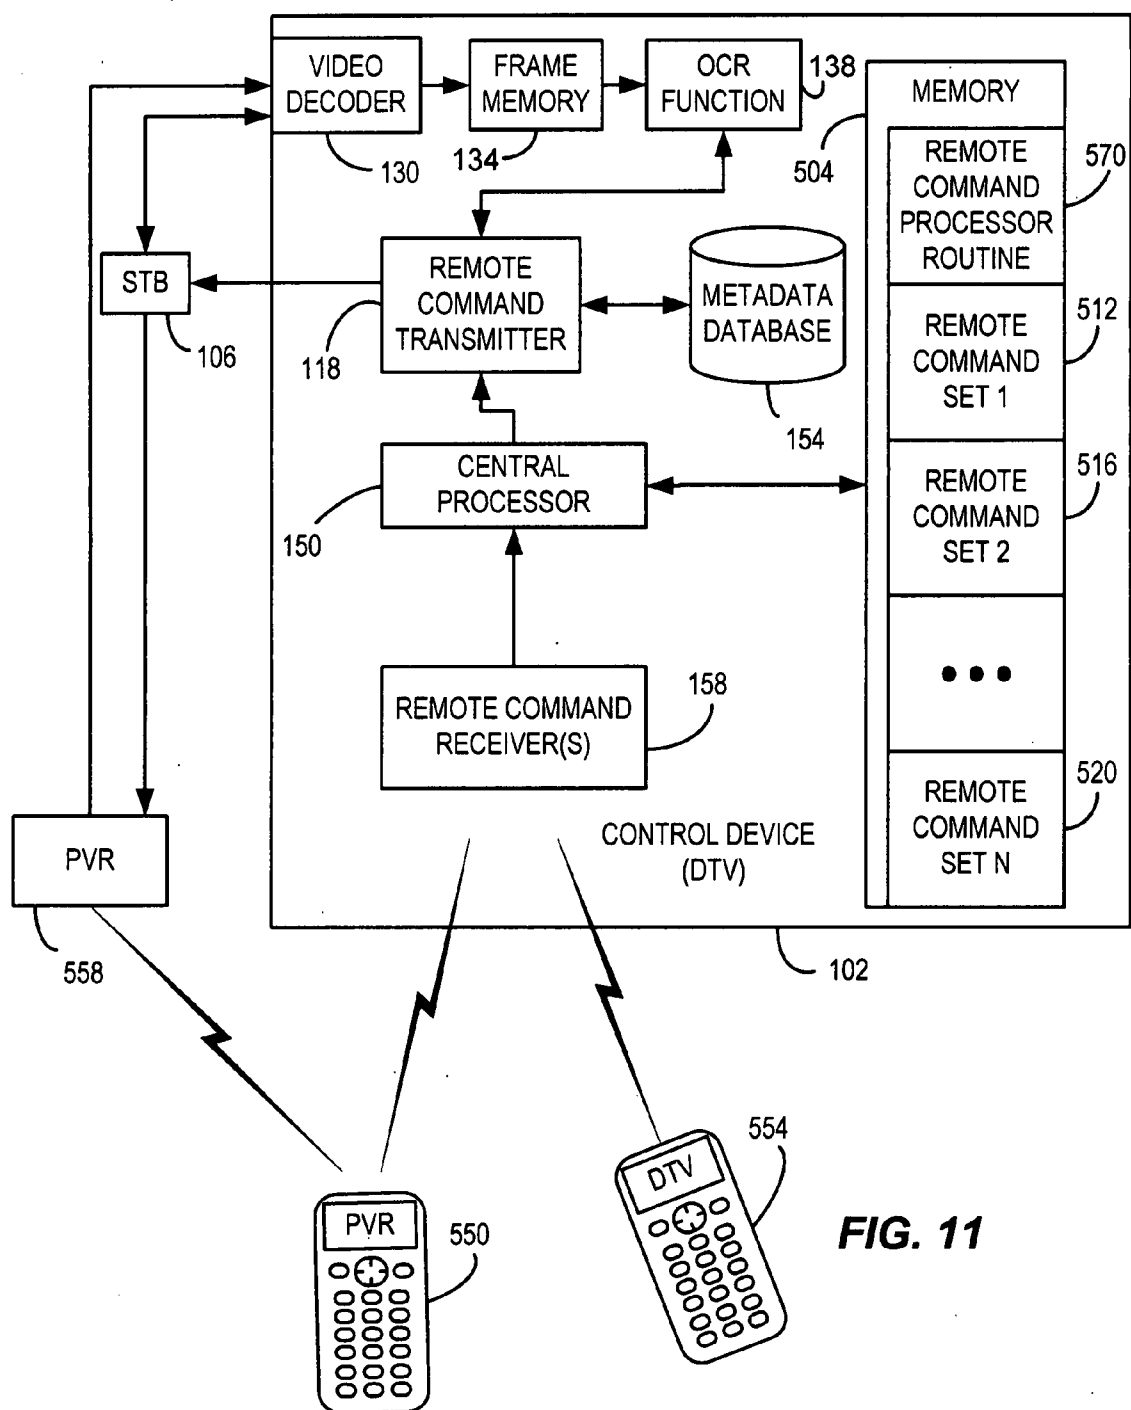 VIDEO
DECODER
130
FRAME
MEMORY
134
OCR
FUNCTION
138
MEMORY
504
REMOTE
COMMAND
PROCESSOR
ROUTINE
570
STB
106
REMOTE
COMMAND
TRANSMITTER
118
METADATA
DATABASE
154
REMOTE
COMMAND
SET 1
512
CENTRAL
PROCESSOR
150
REMOTE
COMMAND
SET 2
516
REMOTE COMMAND
RECEIVER(S)
158
•••
REMOTE
COMMAND
SET N
520
PVR
558
CONTROL DEVICE
(DTV)
102
PVR
550
DTV
554
FIG. 11